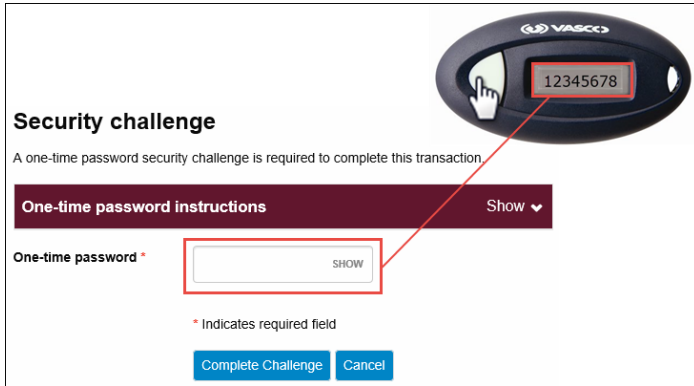 VASCO
12345678
Security challenge
A one-time password security challenge is required to complete this transaction.
One-time password instructions Show
One-time password *
SHOW
* Indicates required field
Complete Challenge Cancel